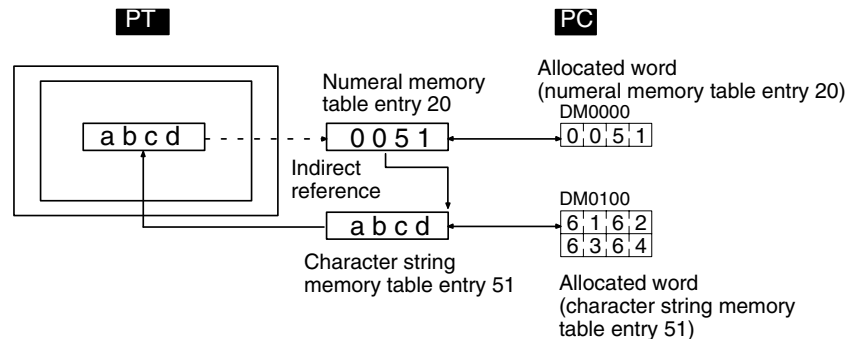 PT
PC
Numeral memory
table entry 20
Allocated word
(numeral memory table entry 20)
DM0000
a b c d
0 0 5 1
0 0 5 1
Indirect
reference
DM0100
a b c d
6 1 6 2
6 3 6 4
Character string
memory table entry 51
Allocated word
(character string memory
table entry 51)